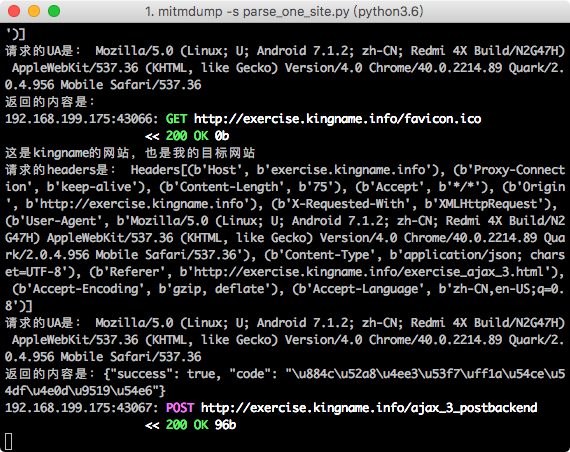 1. mitmdump -s parse_one_site.py (python3.6)
')]
请求的UA是： Mozilla/5.0 (Linux; U; Android 7.1.2; zh-CN; Redmi 4X Build/N2G47H)
 AppleWebKit/537.36 (KHTML, like Gecko) Version/4.0 Chrome/40.0.2214.89 Quark/2.
0.4.956 Mobile Safari/537.36
返回的内容是：
192.168.199.175:43066: GET http://exercise.kingname.info/favicon.ico
<< 200 OK 0b
这是kingname的网站，也是我的目标网站
请求的headers是： Headers[(b'Host', b'exercise.kingname.info'), (b'Proxy-Connect
ion', b'keep-alive'), (b'Content-Length', b'75'), (b'Accept', b'*/*'), (b'Origin
', b'http://exercise.kingname.info'), (b'X-Requested-With', b'XMLHttpRequest'),
(b'User-Agent', b'Mozilla/5.0 (Linux; U; Android 7.1.2; zh-CN; Redmi 4X Build/N2
G47H) AppleWebKit/537.36 (KHTML, like Gecko) Version/4.0 Chrome/40.0.2214.89 Qua
rk/2.0.4.956 Mobile Safari/537.36'), (b'Content-Type', b'application/json; chars
et=UTF-8'), (b'Referer', b'http://exercise.kingname.info/exercise_ajax_3.html'),
 (b'Accept-Encoding', b'gzip, deflate'), (b'Accept-Language', b'zh-CN,en-US;q=0.
8')]
请求的UA是： Mozilla/5.0 (Linux; U; Android 7.1.2; zh-CN; Redmi 4X Build/N2G47H)
 AppleWebKit/537.36 (KHTML, like Gecko) Version/4.0 Chrome/40.0.2214.89 Quark/2.
0.4.956 Mobile Safari/537.36
返回的内容是：{"success": true, "code": "\u884c\u52a8\u4ee3\u53f7\uff1a\u54ce\u5
4df\u4e0d\u9519\u54e6"}
192.168.199.175:43067: POST http://exercise.kingname.info/ajax_3_postbackend
<< 200 OK 96b